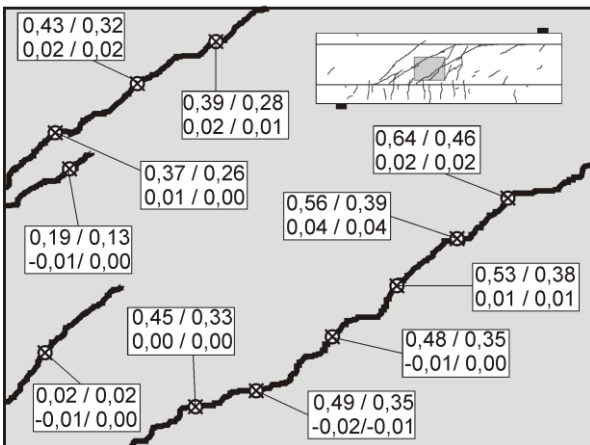 0,43 / 0,32
0,02 / 0,02
0,39 / 0,28
0,02 / 0,01
0,37 / 0,26
0,01 / 0,00
0,64 / 0,46
0,02 / 0,02
0,19 / 0,13
-0,01/ 0,00
0,56 / 0,39
0,04 / 0,04
0,53 / 0,38
0,01 / 0,01
0,45 / 0,33
0,00 / 0,00
0,48 / 0,35
-0,01/ 0,00
0,02 / 0,02
-0,01/ 0,00
0,49 / 0,35
-0,02/-0,01